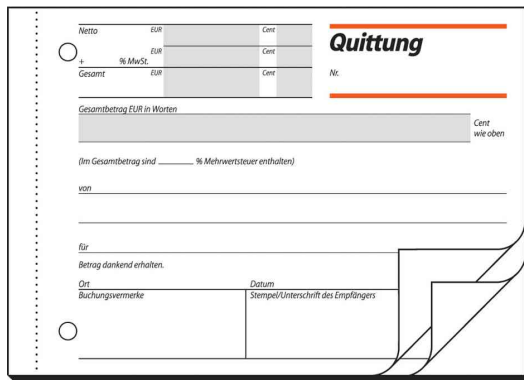 Netto EUR Cent
Quittung
EUR Cent
+ % MwSt.
Gesamt EUR Cent
Nr.
Gesamtbetrag EUR in Worten
Cent
wie oben
(Im Gesamtbetrag sind ______ % Mehrwertsteuer enthalten)
von
für
Betrag dankend erhalten.
Ort Datum
Buchungsvermerke Stempel/Unterschrift des Empfängers